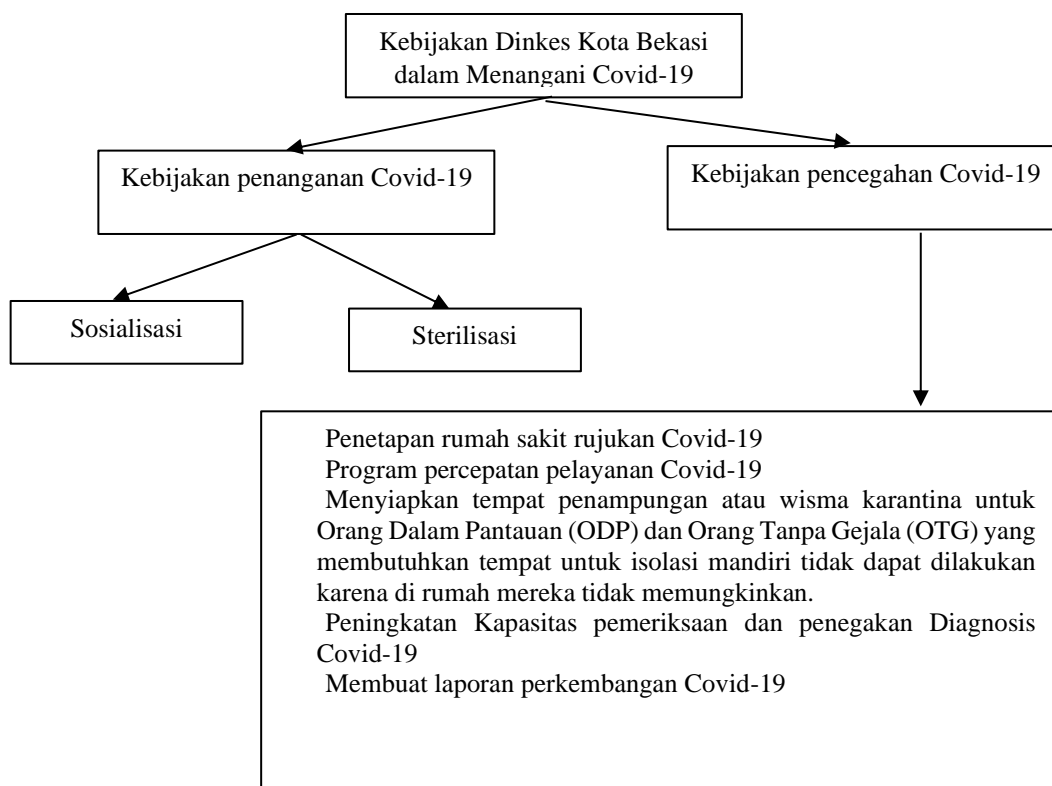 Kebijakan Dinkes Kota Bekasi
dalam Menangani Covid-19
Kebijakan penanganan Covid-19
Kebijakan pencegahan Covid-19
Sosialisasi
Sterilisasi
Penetapan rumah sakit rujukan Covid-19
Program percepatan pelayanan Covid-19
Menyiapkan tempat penampungan atau wisma karantina untuk
Orang Dalam Pantauan (ODP) dan Orang Tanpa Gejala (OTG) yang
membutuhkan tempat untuk isolasi mandiri tidak dapat dilakukan
karena di rumah mereka tidak memungkinkan.
Peningkatan Kapasitas pemeriksaan dan penegakan Diagnosis
Covid-19
Membuat laporan perkembangan Covid-19